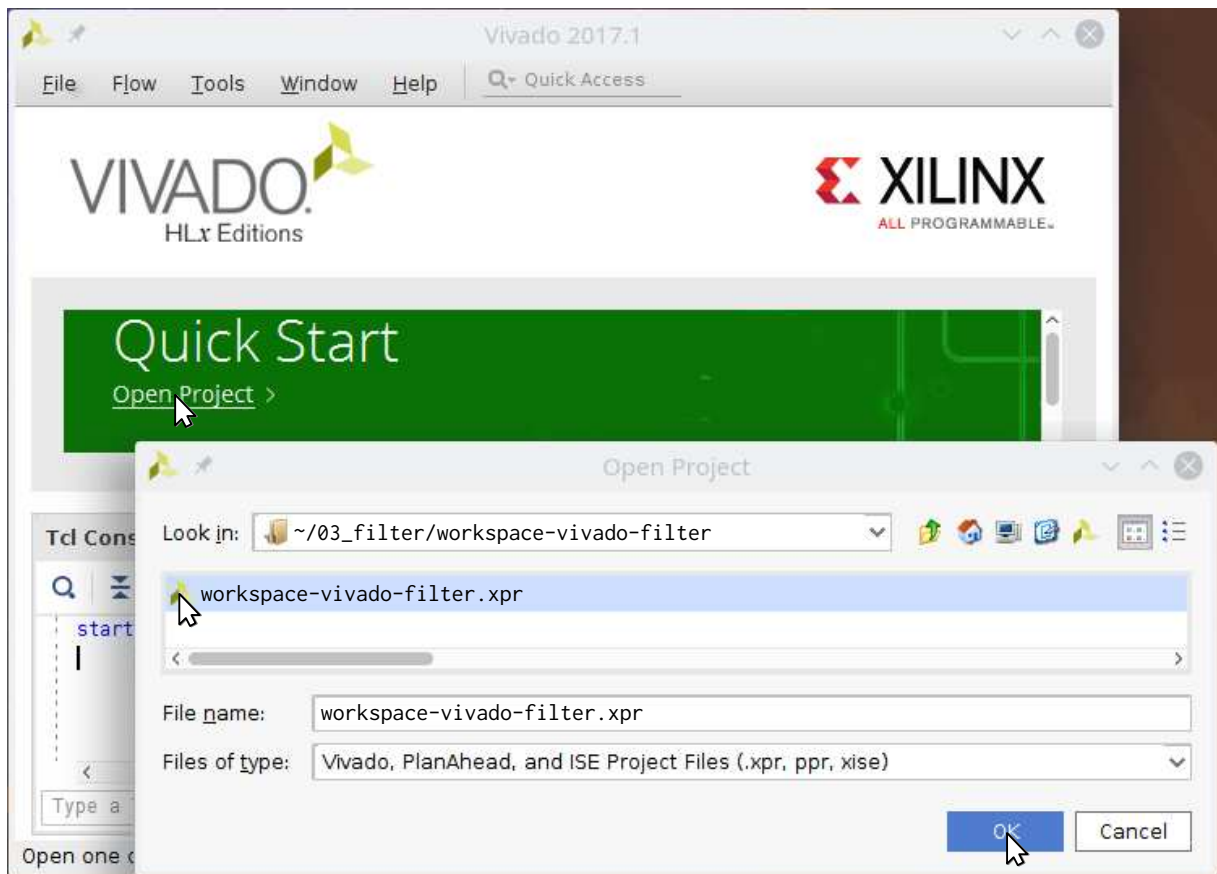 Vivado 2017.1
File Flow Tools Window Help Quick Access
VIVADO.
HLx Editions
XILINX
ALL PROGRAMMABLE™
Quick Start
Open Project >
Open Project
Tcl Cons
Look in: ~/03_filter/workspace-vivado-filter
workspace-vivado-filter.xpr
start
File name: workspace-vivado-filter.xpr
Files of type: Vivado, PlanAhead, and ISE Project Files (.xpr, ppr, xise)
Type a
OK Cancel
Open one